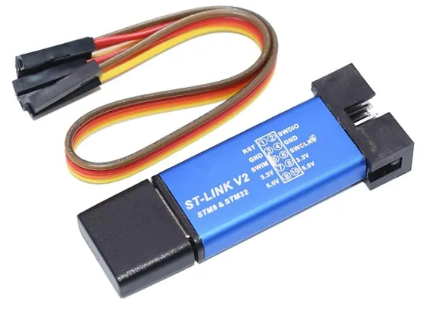 ST-LINK V2
STM8 & STM32
RST 1 2 SWDIO
GND 3 4 GND
SWIM 5 6 SWCLK
3.3V 7 8 3.3V
5.0V 9 10 5.0V